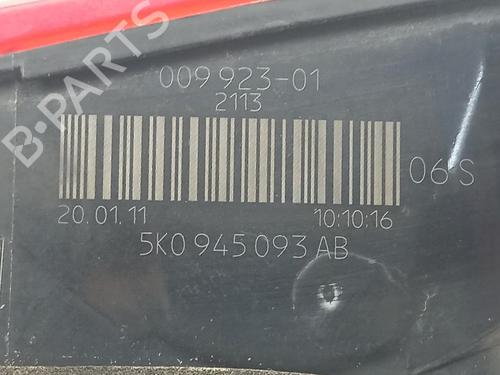 B-PARTS
009 923-01
2113
06 S
20.01.11 10:10:16
5K0 945 093 AB